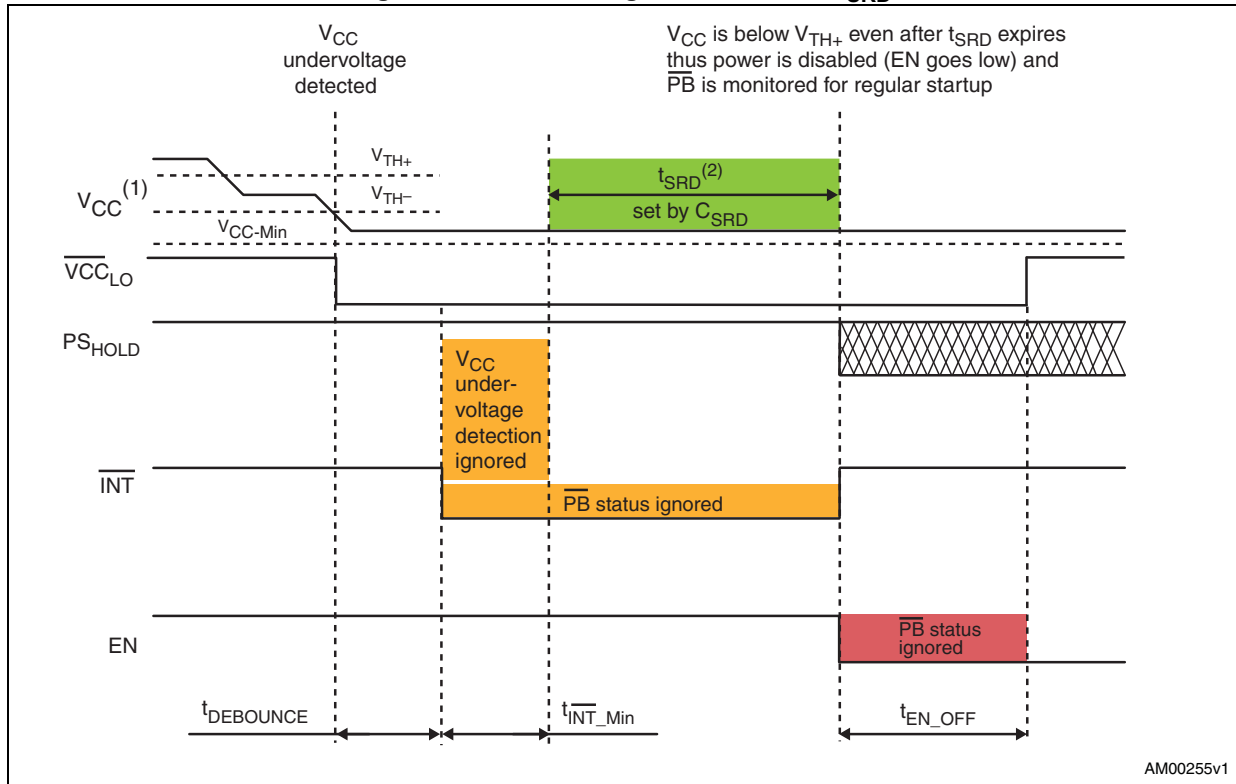 SRD
VCC
undervoltage
detected
VCC is below VTH+ even after tSRD expires
thus power is disabled (EN goes low) and
PB is monitored for regular startup
VTH+
VCC(1)
VTH–
VCC-Min
tSRD(2)
set by CSRD
VCCLO
PSHOLD
VCC
under-
voltage
detection
ignored
INT
PB status ignored
EN
PB status
ignored
tDEBOUNCE
tINT_Min
tEN_OFF
AM00255v1